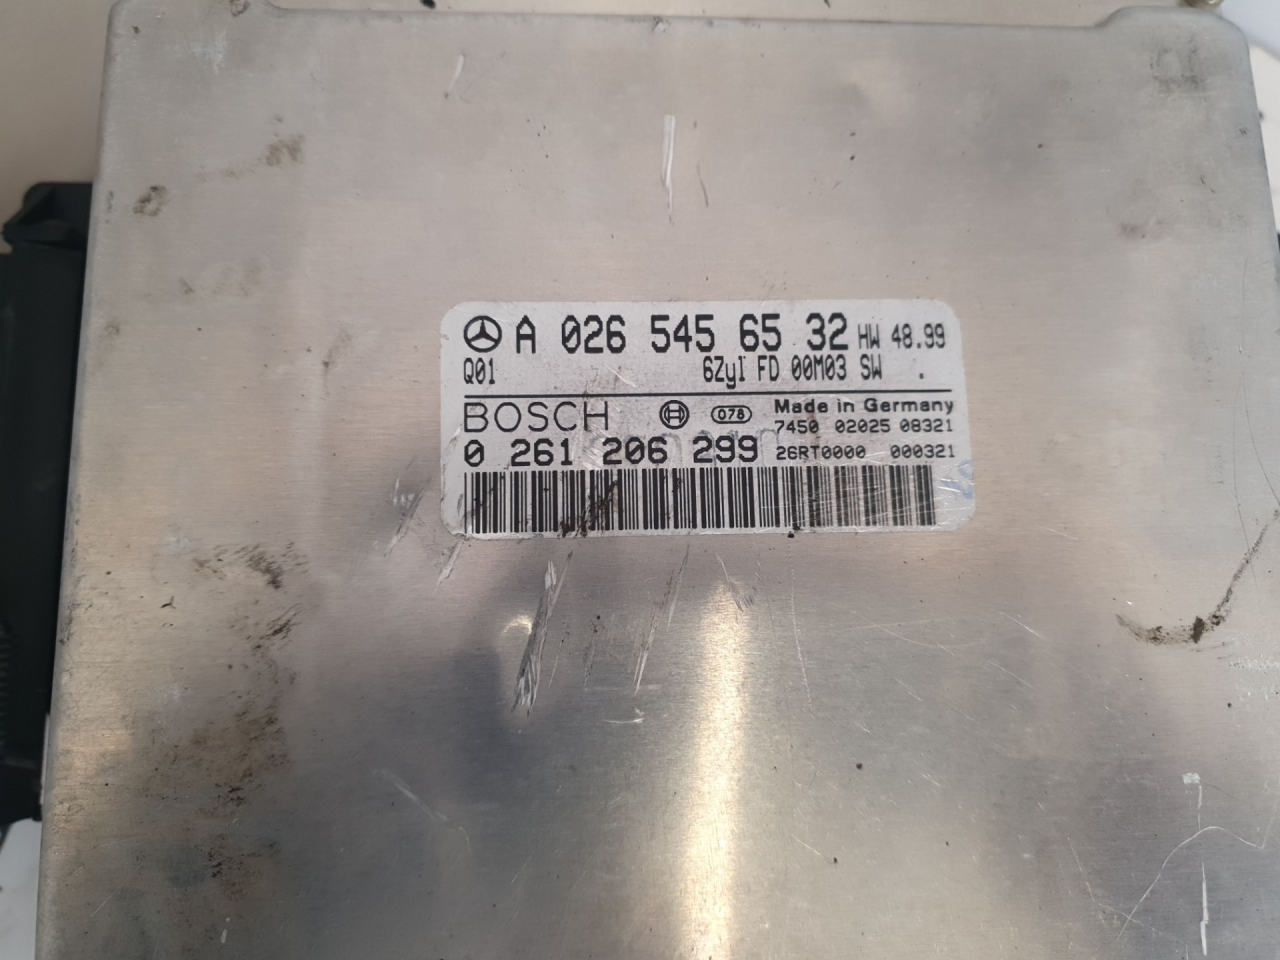 A 026 545 65 32 HW 48.99
Q01 6Zyl FD 00M03 SW .
BOSCH 078 Made in Germany
7450 02025 08321
0 261 206 299 26RT0000 000321